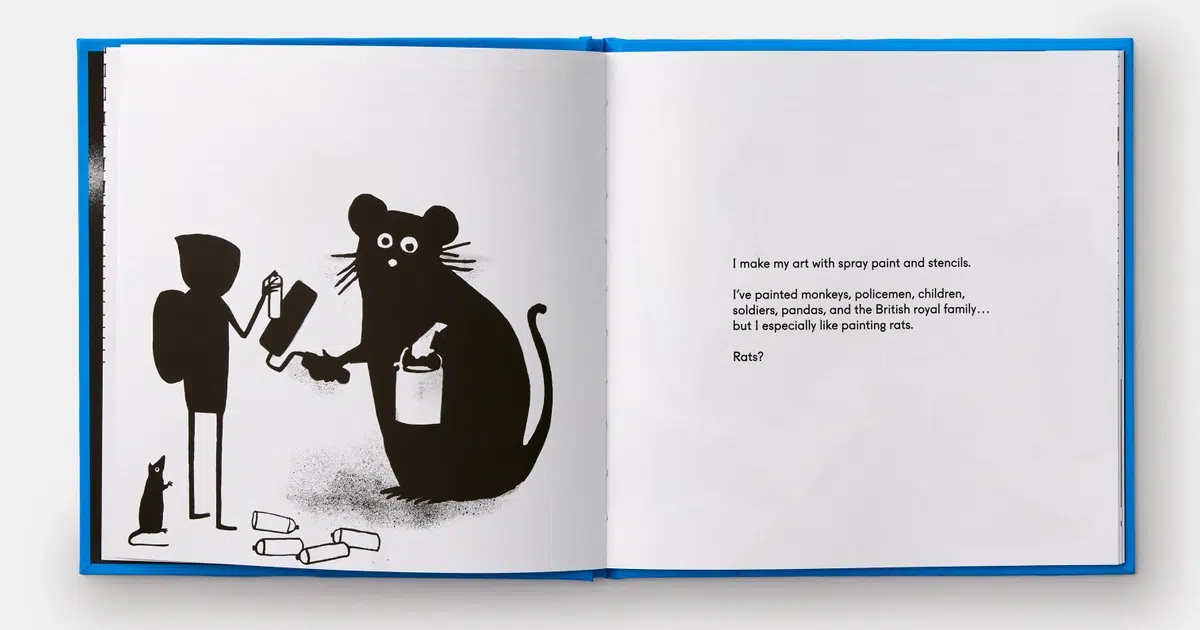 I make my art with spray paint and stencils.
I've painted monkeys, policemen, children,
soldiers, pandas, and the British royal family...
but I especially like painting rats.
Rats?